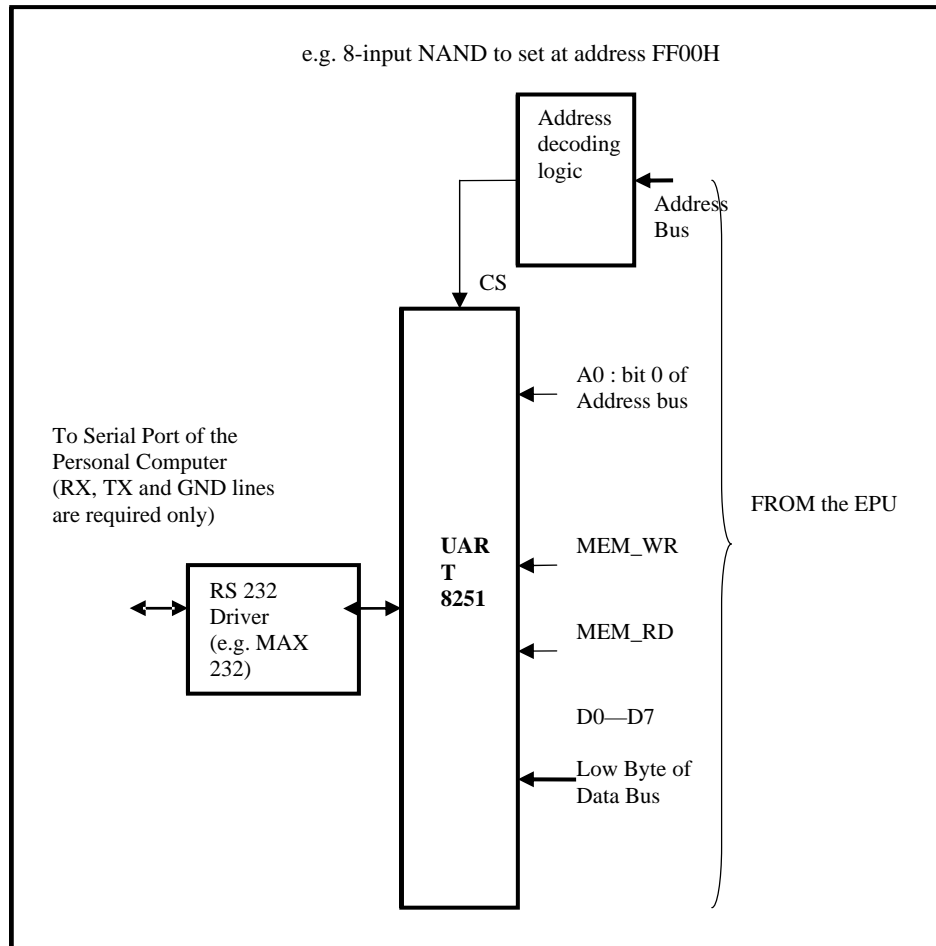 e.g. 8-input NAND to set at address FF00H
Address
decoding
logic
Address
Bus
CS
A0 : bit 0 of
Address bus
To Serial Port of the
Personal Computer
(RX, TX and GND lines
are required only)
FROM the EPU
UAR
T
8251
MEM_WR
RS 232
Driver
(e.g. MAX
232)
MEM_RD
D0—D7
Low Byte of
Data Bus